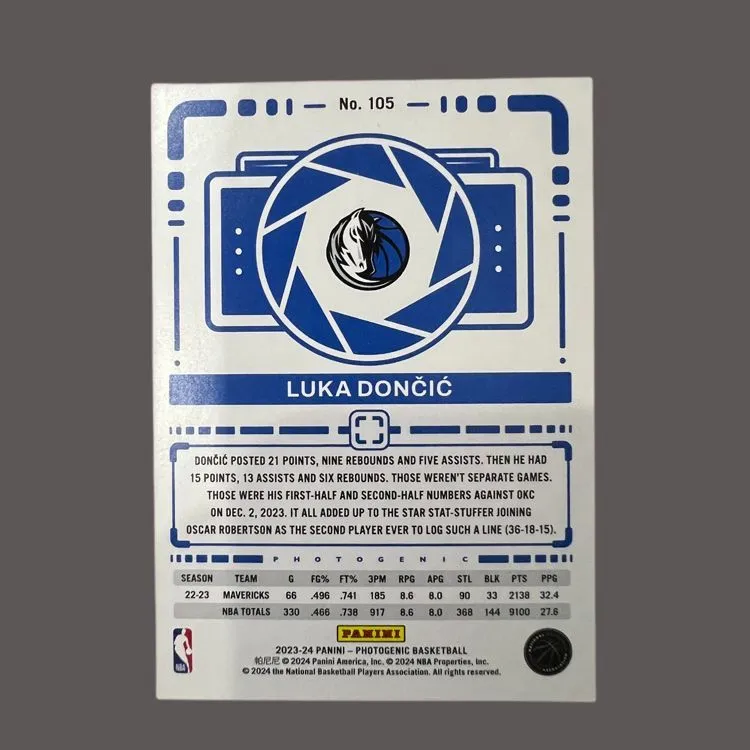 No. 105
LUKA DONČIĆ
DONČIĆ POSTED 21 POINTS, NINE REBOUNDS AND FIVE ASSISTS. THEN HE HAD
15 POINTS, 13 ASSISTS AND SIX REBOUNDS. THOSE WEREN'T SEPARATE GAMES.
THOSE WERE HIS FIRST-HALF AND SECOND-HALF NUMBERS AGAINST OKC
ON DEC. 2, 2023. IT ALL ADDED UP TO THE STAR STAT-STUFFER JOINING
OSCAR ROBERTSON AS THE SECOND PLAYER EVER TO LOG SUCH A LINE (36-18-15).
PHOTOGENIC
SEASON TEAM G FG% FT% 3PM RPG APG STL BLK PTS PPG
22-23 MAVERICKS 66 .496 .741 185 8.6 8.0 90 33 2138 32.4
NBA TOTALS 330 .466 .738 917 8.6 8.0 368 144 9100 27.6
PANINI
2023-24 PANINI – PHOTOGENIC BASKETBALL
帕尼尼 © 2024 Panini America, Inc. © 2024 NBA Properties, Inc.
© 2024 the National Basketball Players Association. All rights reserved.
NBA